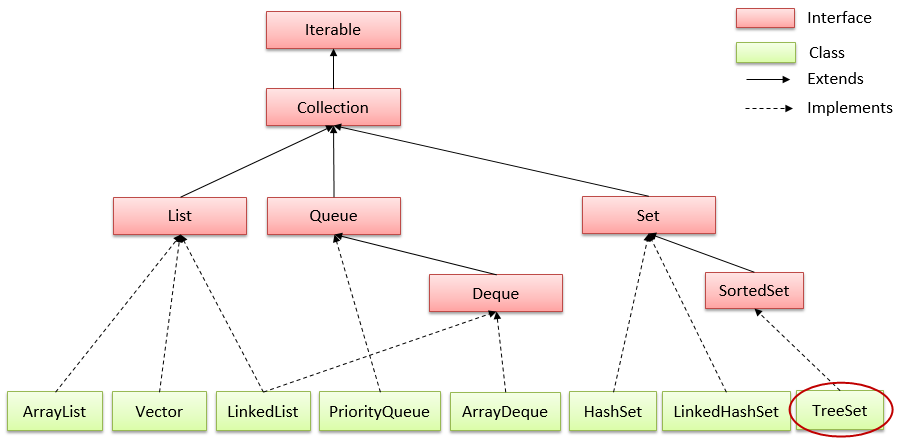 Iterable
Interface
Class
Extends
Collection
Implements
List
Queue
Set
Deque
SortedSet
ArrayList
Vector
LinkedList
PriorityQueue
ArrayDeque
HashSet
LinkedHashSet
TreeSet